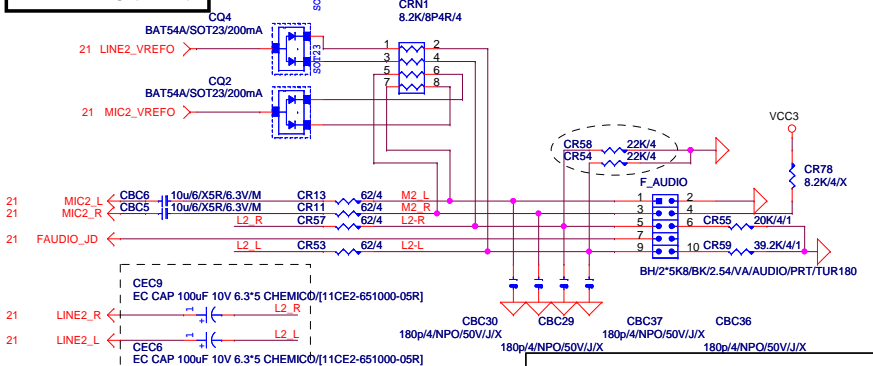 CRN1
8.2K/8P4R/4
CQ4
BAT54A/SOT23/200mA
SOT23
21 LINE2_VREFO
1 2
3 4
5 6
7 8
CQ2
BAT54A/SOT23/200mA
21 MIC2_VREFO
VCC3
CR58 22K/4
CR54 22K/4
CR78
8.2K/4/X
F_AUDIO
21 MIC2_L CBC6 10u/6/X5R/6.3V/M CR13 62/4 M2_L 1 2
21 MIC2_R CBC5 10u/6/X5R/6.3V/M CR11 62/4 M2_R 3 4
L2_R CR57 62/4 L2-R 5 6 CR55 20K/4/1
21 FAUDIO_JD 7
L2_L CR53 62/4 L2-L 9 10 CR59 39.2K/4/1
BH/2*5K8/BK/2.54/VA/AUDIO/PRT/TUR180
CEC9
EC CAP 100uF 10V 6.3*5 CHEMICO/[11CE2-651000-05R]
21 LINE2_R 1 + L2_R
21 LINE2_L 1 + L2_L
CEC6
EC CAP 100uF 10V 6.3*5 CHEMICO/[11CE2-651000-05R]
CBC30 CBC29 CBC37 CBC36
180p/4/NPO/50V/J/X 180p/4/NPO/50V/J/X
180p/4/NPO/50V/J/X 180p/4/NPO/50V/J/X